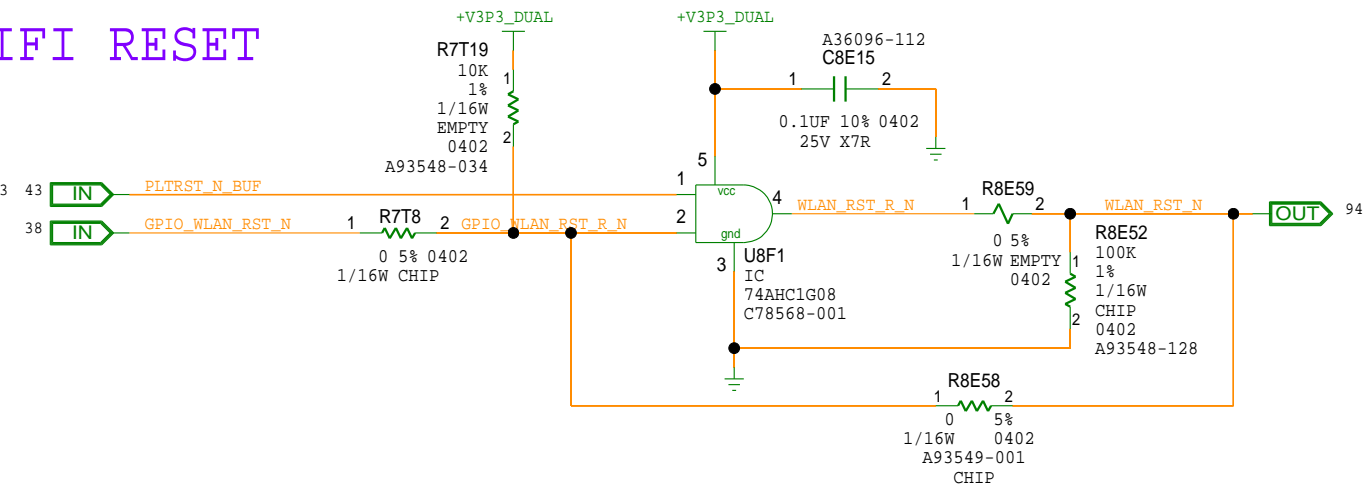 IFI RESET
+V3P3_DUAL
+V3P3_DUAL
R7T19
10K
1%
1/16W
EMPTY
0402
A93548-034
1
2
A36096-112
C8E15
1
2
0.1UF 10% 0402
25V X7R
3 43
IN
PLTRST_N_BUF
38
IN
GPIO_WLAN_RST_N
1
R7T8
2
0 5% 0402
1/16W CHIP
GPIO_WLAN_RST_R_N
5
1
2
vcc
gnd
4
3
U8F1
IC
74AHC1G08
C78568-001
WLAN_RST_R_N
R8E59
1
2
0 5%
1/16W EMPTY
0402
WLAN_RST_N
OUT
94
R8E52
100K
1%
1/16W
CHIP
0402
A93548-128
1
2
R8E58
1
2
0 5%
1/16W 0402
A93549-001
CHIP